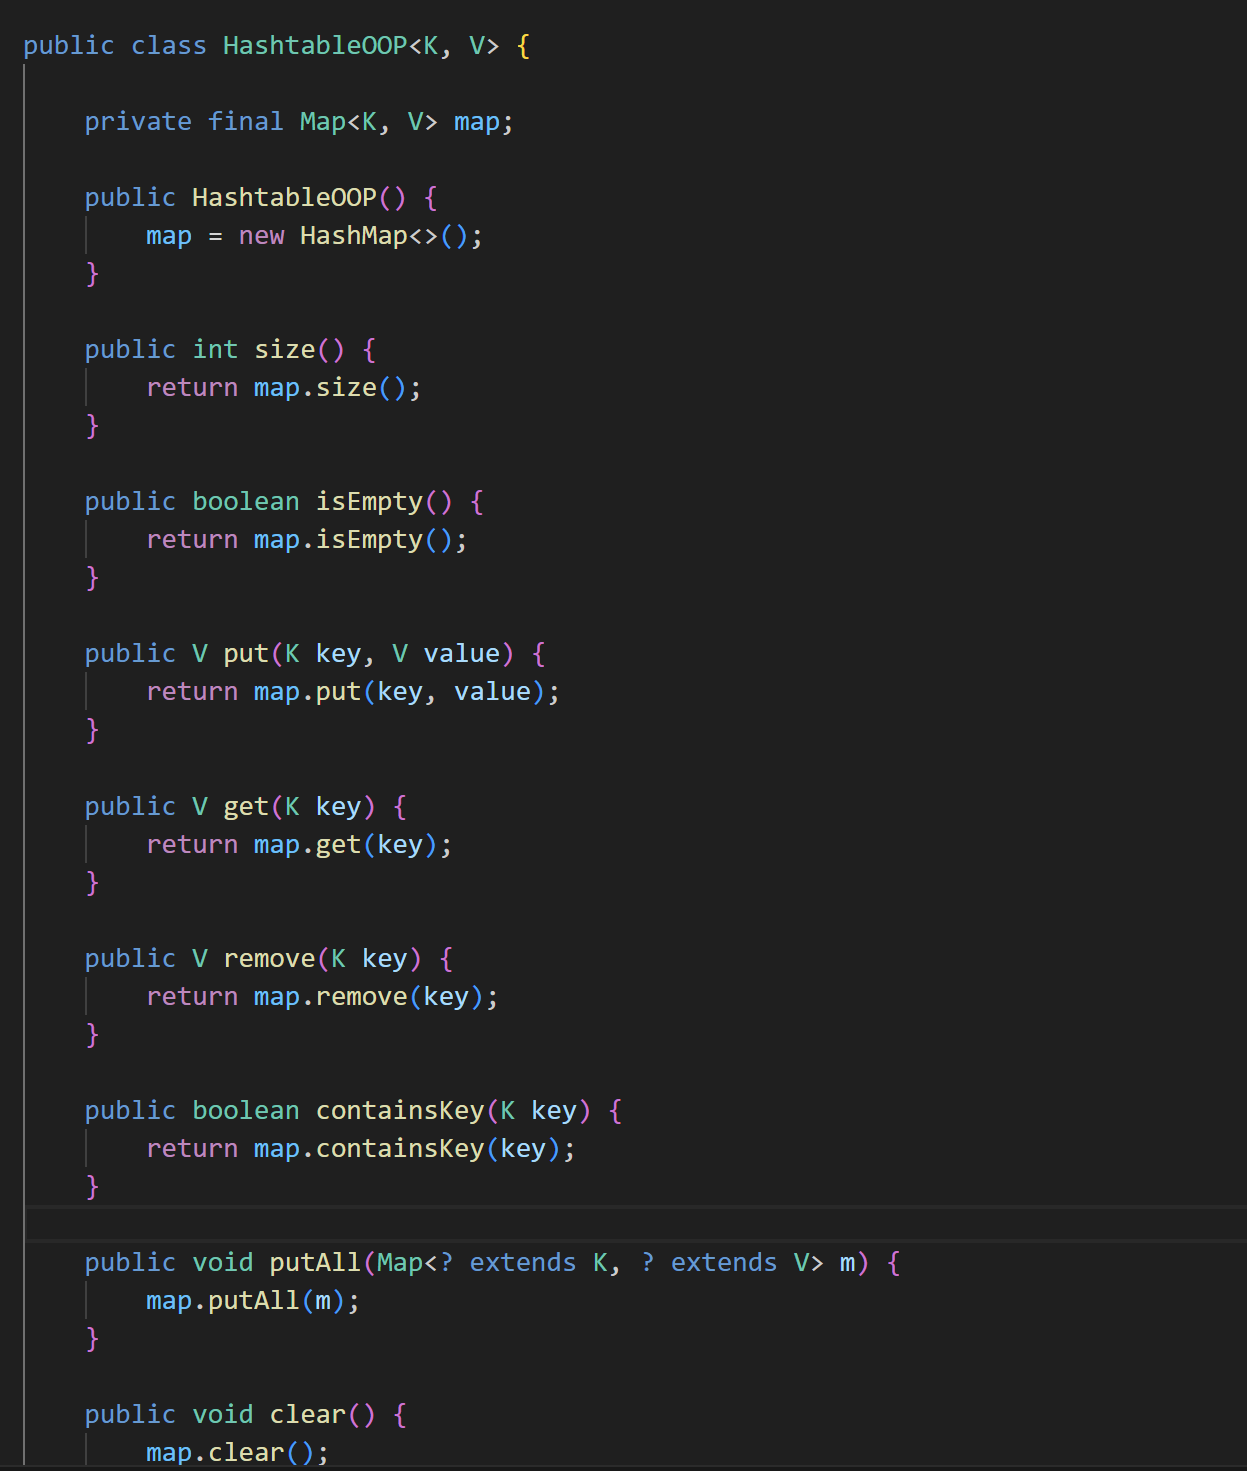 public class HashtableOOP<K, V> {
private final Map<K, V> map;
public HashtableOOP() {
map = new HashMap<>();
}
public int size() {
return map.size();
}
public boolean isEmpty() {
return map.isEmpty();
}
public V put(K key, V value) {
return map.put(key, value);
}
public V get(K key) {
return map.get(key);
}
public V remove(K key) {
return map.remove(key);
}
public boolean containsKey(K key) {
return map.containsKey(key);
}
public void putAll(Map<? extends K, ? extends V> m) {
map.putAll(m);
}
public void clear() {
map.clear();